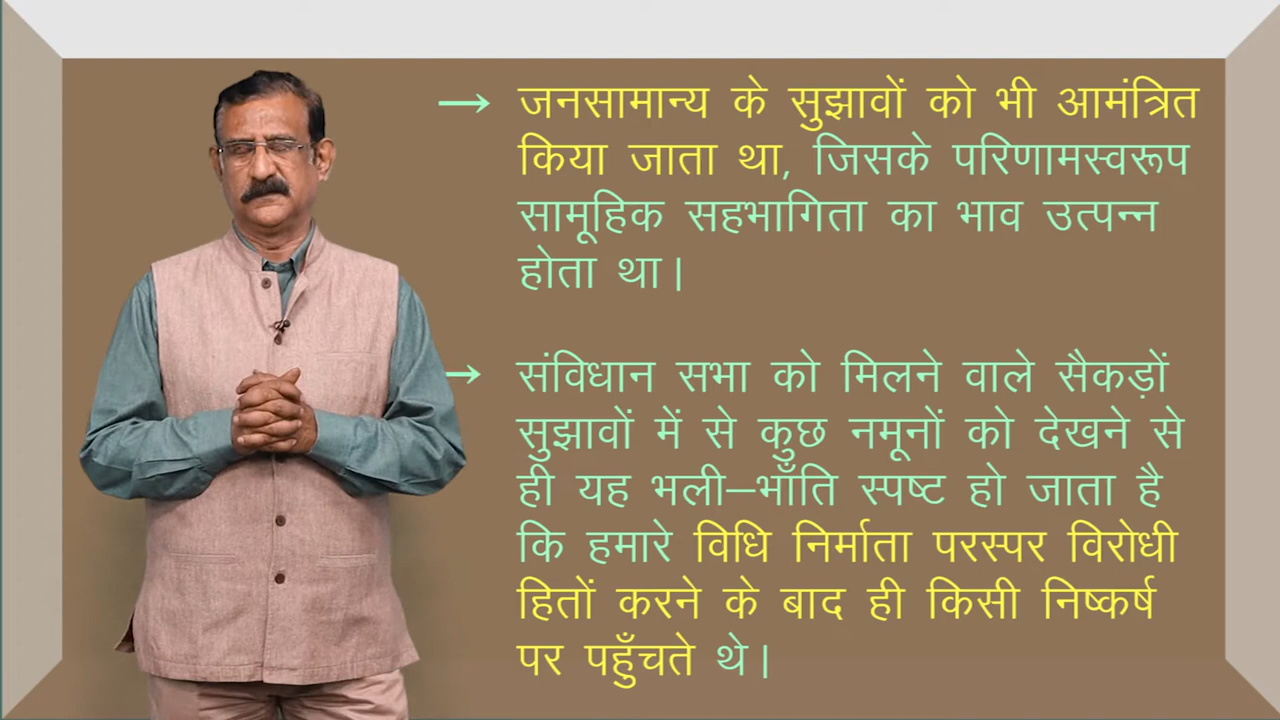 → जनसामान्य के सुझावों को भी आमंत्रित
किया जाता था, जिसके परिणामस्वरूप
सामूहिक सहभागिता का भाव उत्पन्न
होता था।
→ संविधान सभा को मिलने वाले सैकड़ों
सुझावों में से कुछ नमूनों को देखने से
ही यह भली–भाँति स्पष्ट हो जाता है
कि हमारे विधि निर्माता परस्पर विरोधी
हितों करने के बाद ही किसी निष्कर्ष
पर पहुँचते थे।